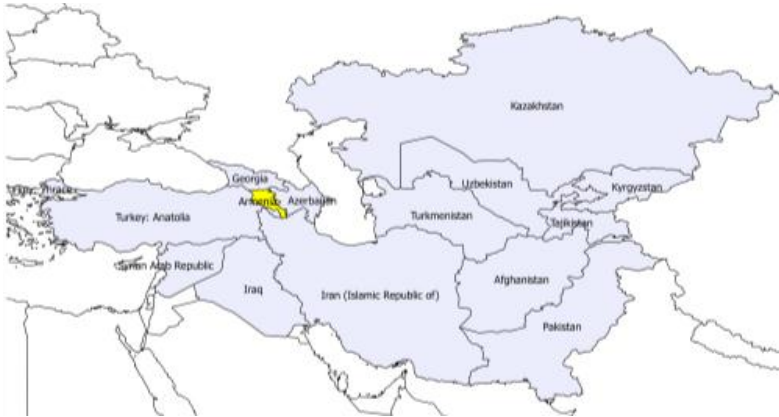 Kazakhstan
Georgia
Uzbekistan
Kyrgyzstan
Thrace
Armenia
Azerbaijan
Turkey: Anatolia
Turkmenistan
Tajikistan
Syrian Arab Republic
Afghanistan
Iraq
Iran (Islamic Republic of)
Pakistan